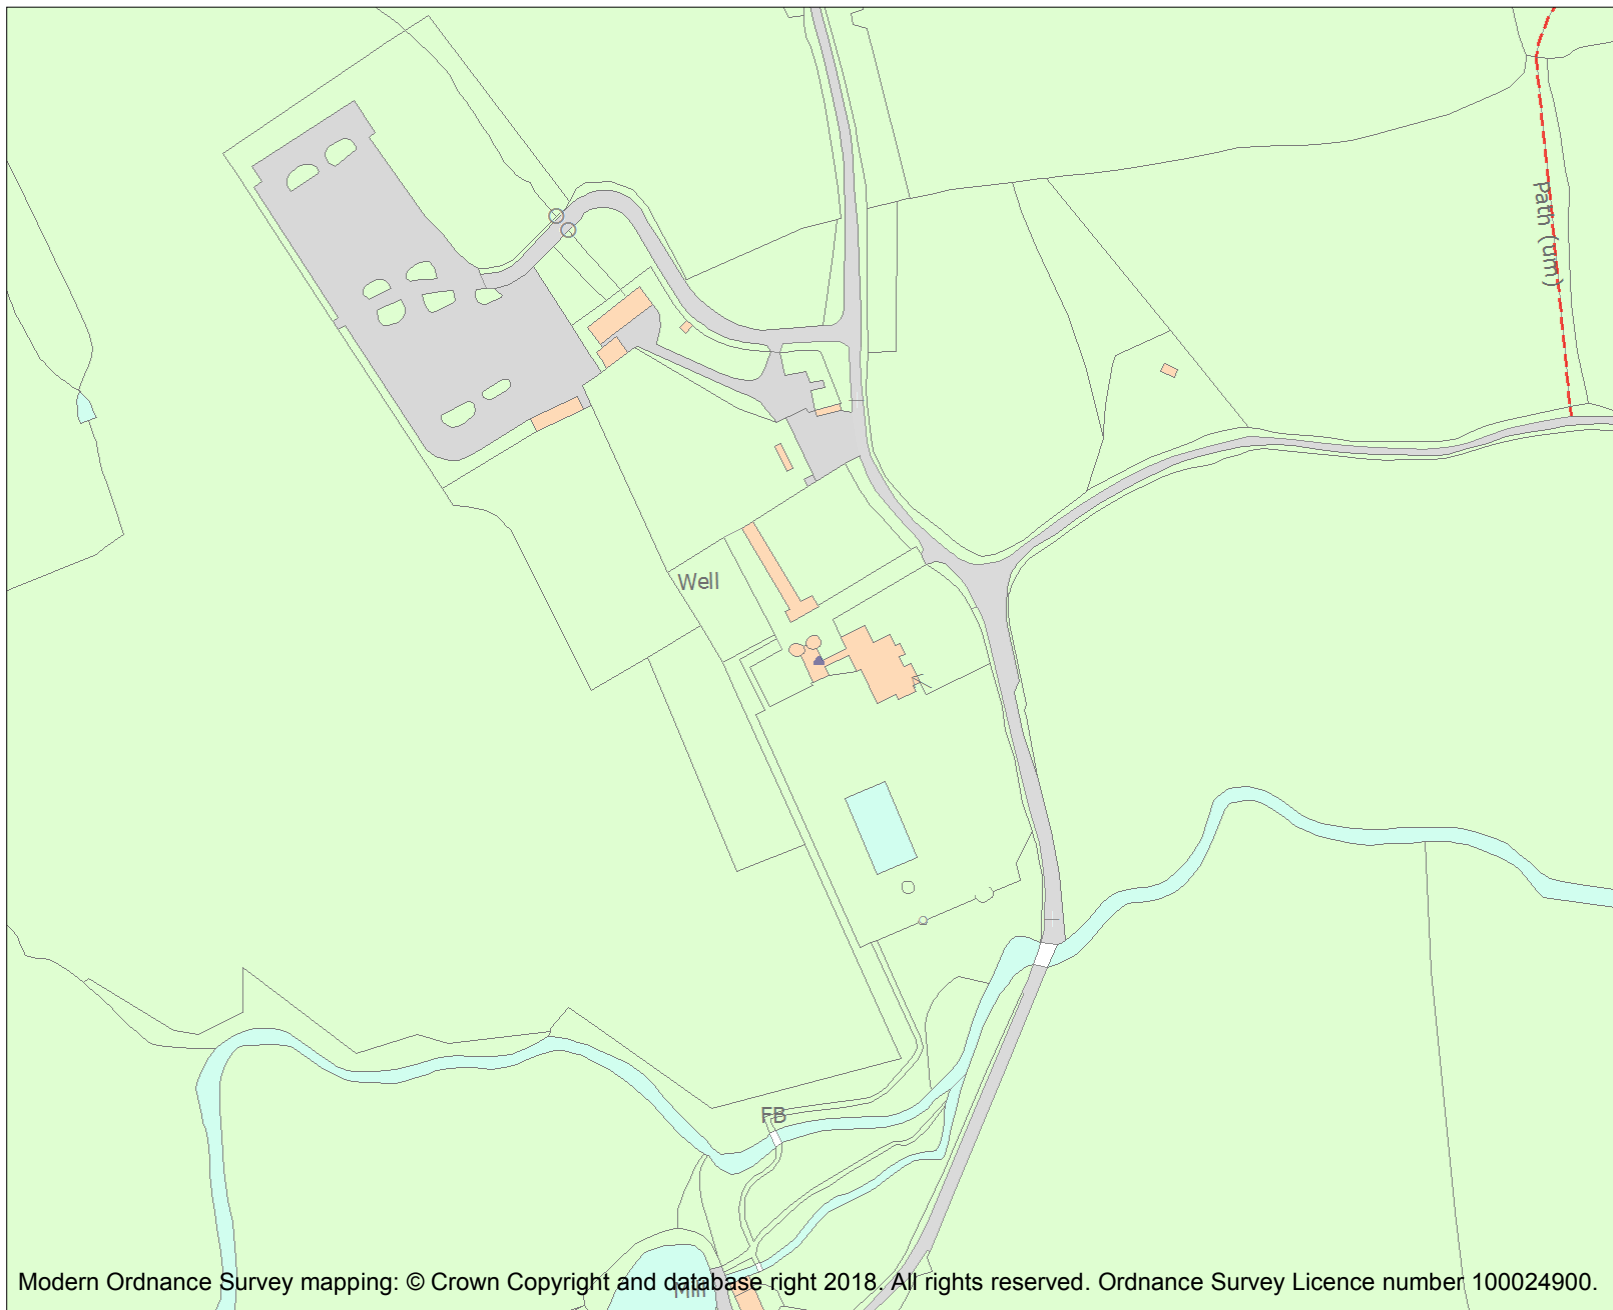 Path (um)
Well
FB
Mill
Modern Ordnance Survey mapping: © Crown Copyright and database right 2018. All rights reserved. Ordnance Survey Licence number 100024900.